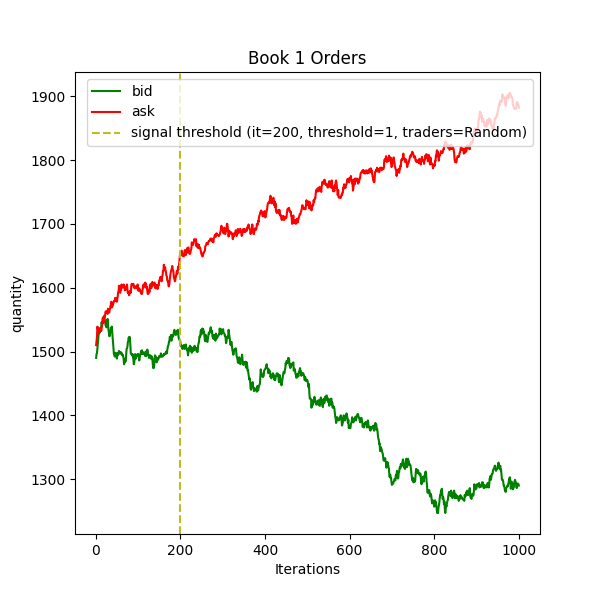 Book 1 Orders
bid
ask
signal threshold (it=200, threshold=1, traders=Random)
quantity
1900
1800
1700
1600
1500
1400
1300
0 200 400 600 800 1000
Iterations